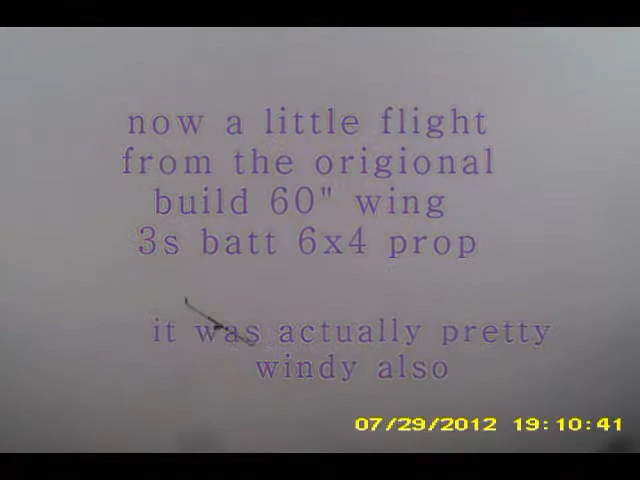 now a little flight
from the origional
build 60" wing
3s batt 6x4 prop
it was actually pretty
windy also
07/29/2012 19:10:41